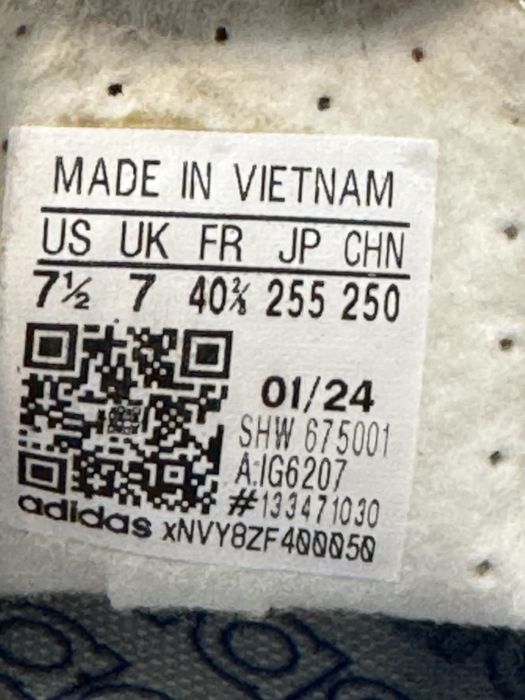 MADE IN VIETNAM
US UK FR JP CHN
7½ 7 40⅔ 255 250
01/24
SHW 675001
A:IG6207
#133471030
adidas xNVY8ZF400050